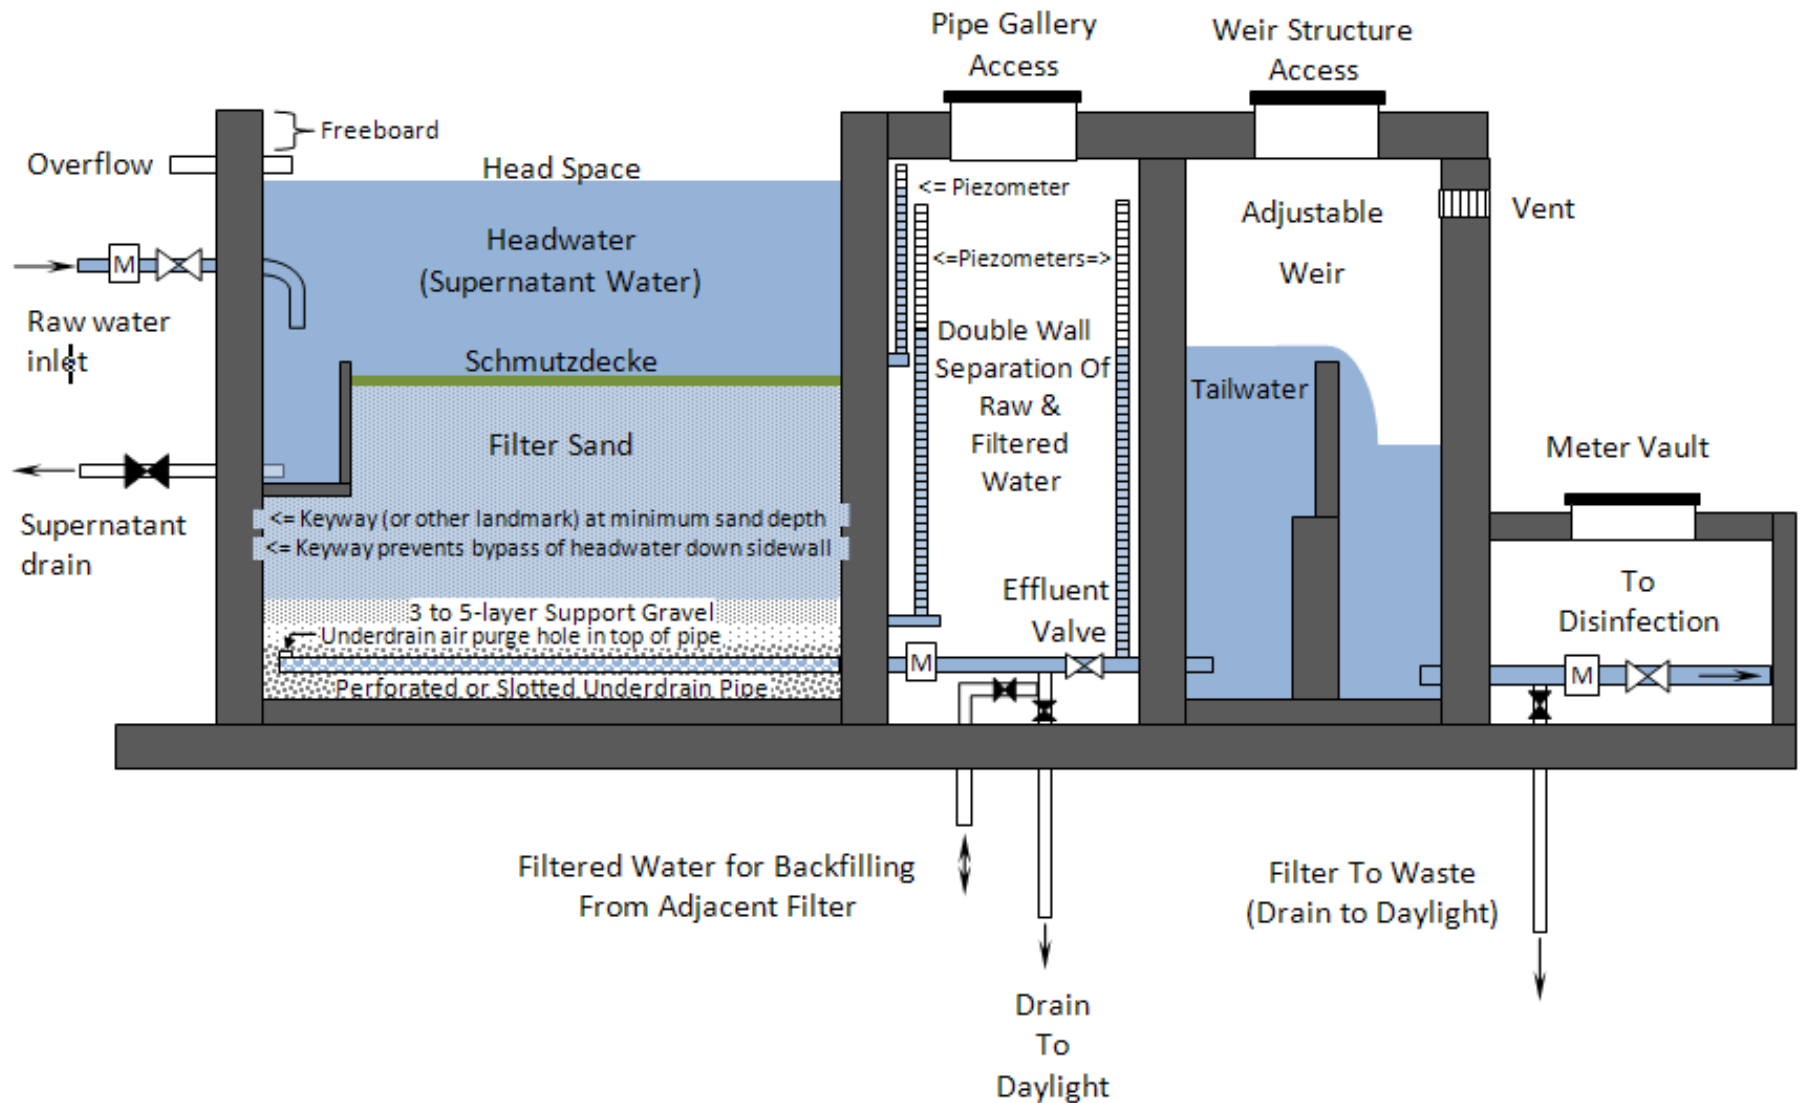 Pipe Gallery
Access
Weir Structure
Access
Freeboard
Overflow
Head Space
<= Piezometer
Adjustable
Weir
Vent
Headwater
(Supernatant Water)
<=Piezometers=>
M
Raw water
inlet
Double Wall
Separation Of
Raw &
Filtered
Water
Schmutzdecke
Tailwater
Filter Sand
Meter Vault
Supernatant
drain
<= Keyway (or other landmark) at minimum sand depth
<= Keyway prevents bypass of headwater down sidewall
Effluent
Valve
To
Disinfection
3 to 5-layer Support Gravel
Underdrain air purge hole in top of pipe
M
M
Perforated or Slotted Underdrain Pipe
Filtered Water for Backfilling
From Adjacent Filter
Filter To Waste
(Drain to Daylight)
Drain
To
Daylight